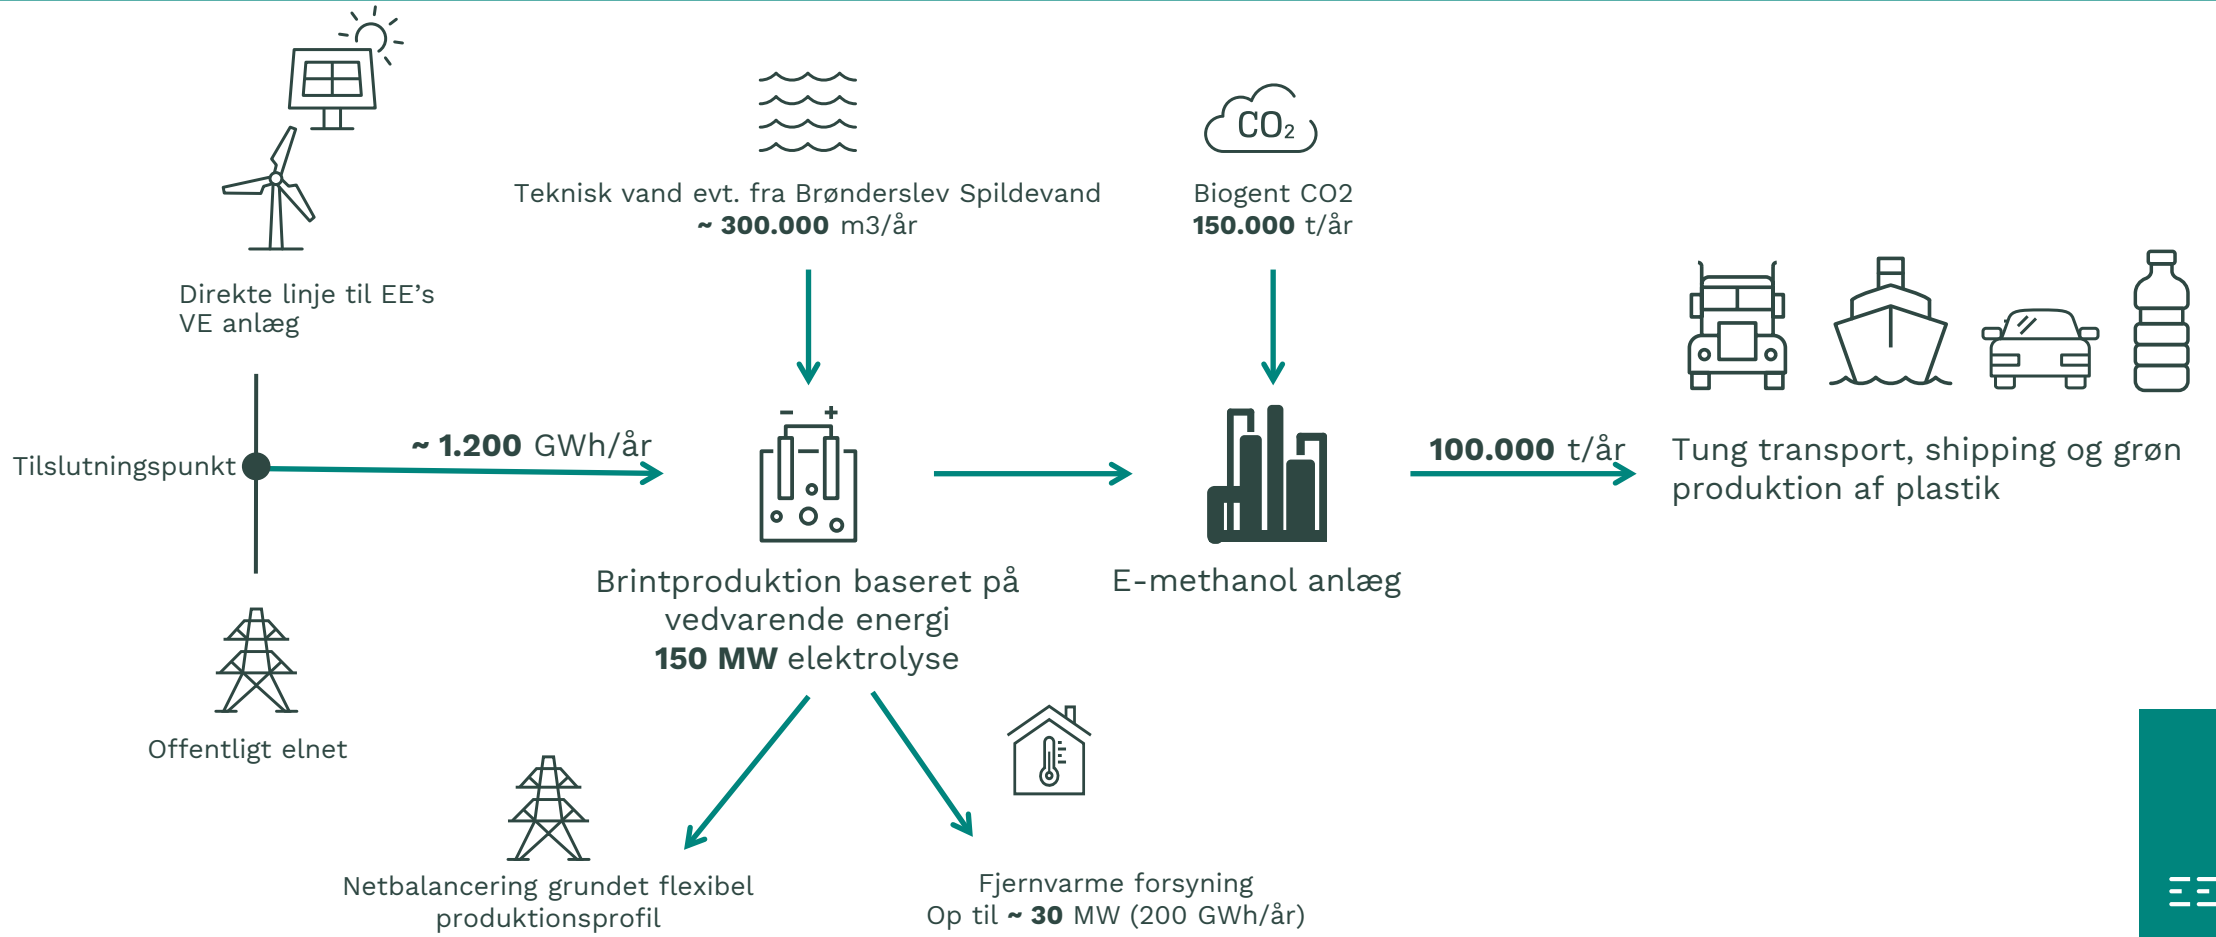 Teknisk vand evt. fra Brønderslev Spildevand
~ 300.000 m3/år
CO2
Biogent CO2
150.000 t/år
Direkte linje til EE’s
VE anlæg
Tilslutningspunkt
~ 1.200 GWh/år
- +
100.000 t/år
Tung transport, shipping og grøn
produktion af plastik
Brintproduktion baseret på
vedvarende energi
150 MW elektrolyse
E-methanol anlæg
Offentligt elnet
Netbalancering grundet flexibel
produktionsprofil
Fjernvarme forsyning
Op til ~ 30 MW (200 GWh/år)